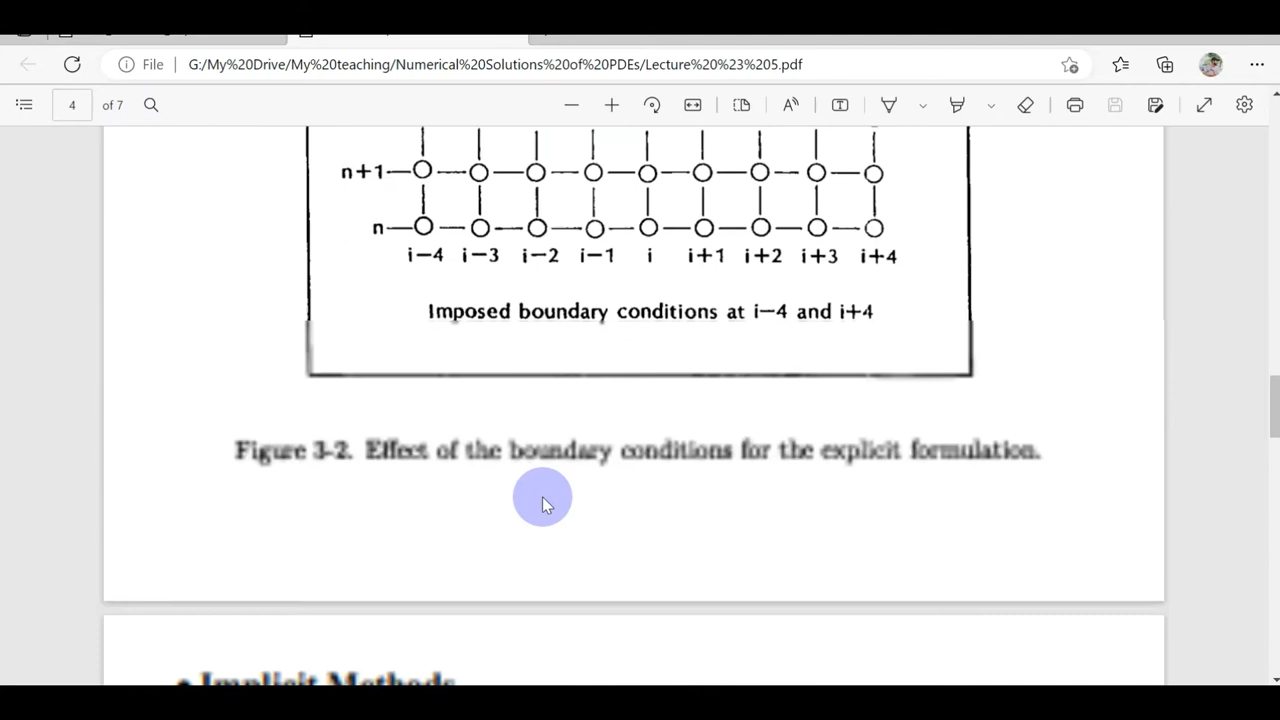 File G:/My%20Drive/My%20teaching/Numerical%20Solutions%20of%20PDEs/Lecture%20%23%205.pdf
4 of 7
n+1
n
i−4 i−3 i−2 i−1 i i+1 i+2 i+3 i+4
Imposed boundary conditions at i−4 and i+4
Figure 3-2. Effect of the boundary conditions for the explicit formulation.
• Implicit Methods